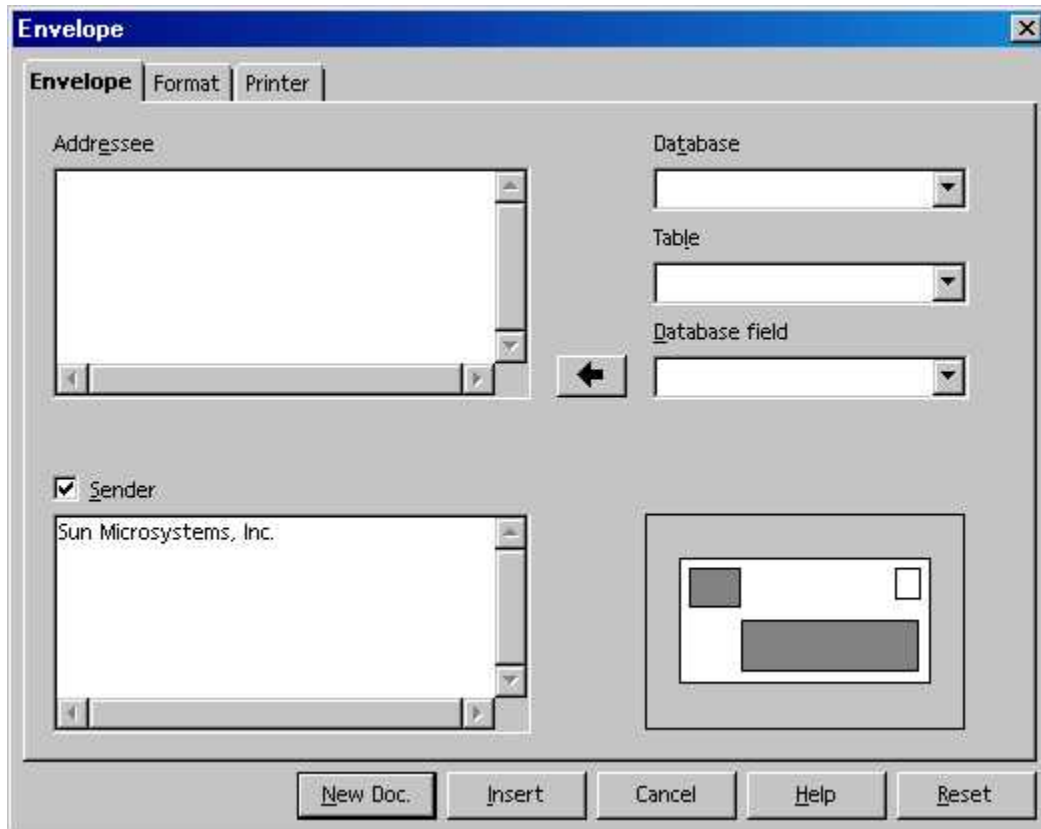 Envelope
Envelope Format Printer
Addressee
Database
Table
Database field
Sender
Sun Microsystems, Inc.
New Doc. Insert Cancel Help Reset